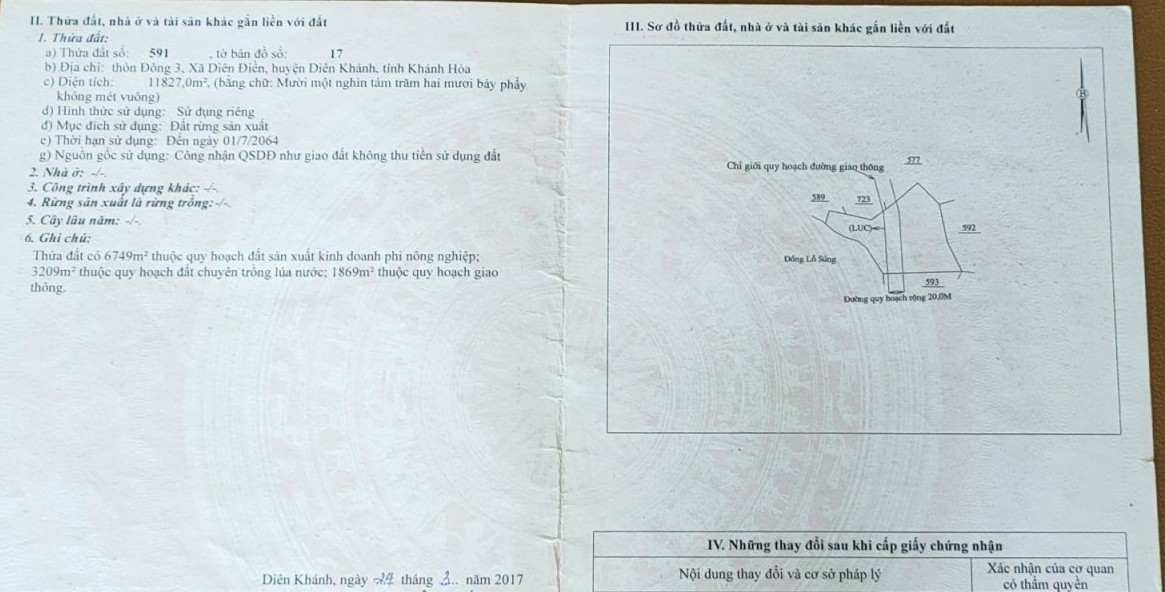 II. Thửa đất, nhà ở và tài sản khác gắn liền với đất
1. Thửa đất:
a) Thửa đất số: 591 , tờ bản đồ số: 17
b) Địa chỉ: thôn Đông 3, Xã Diên Điền, huyện Diên Khánh, tỉnh Khánh Hòa
c) Diện tích: 11827,0m², (bằng chữ: Mười một nghìn tám trăm hai mươi bảy phẩy
không mét vuông)
d) Hình thức sử dụng: Sử dụng riêng
đ) Mục đích sử dụng: Đất rừng sản xuất
e) Thời hạn sử dụng: Đến ngày 01/7/2064
g) Nguồn gốc sử dụng: Công nhận QSDĐ như giao đất không thu tiền sử dụng đất
2. Nhà ở: -/-.
3. Công trình xây dựng khác: -/-.
4. Rừng sản xuất là rừng trồng: -/-.
5. Cây lâu năm: -/-.
6. Ghi chú:
Thửa đất có 6749m² thuộc quy hoạch đất sản xuất kinh doanh phi nông nghiệp;
3209m² thuộc quy hoạch đất chuyên trồng lúa nước; 1869m² thuộc quy hoạch giao
thông.
Diên Khánh, ngày 24 tháng 3.. năm 2017
III. Sơ đồ thửa đất, nhà ở và tài sản khác gắn liền với đất
B
Chỉ giới quy hoạch đường giao thông
577
589
723
(LUC)
592
Đồng Lỗ Súng
593
Đường quy hoạch rộng 20,0M
IV. Những thay đổi sau khi cấp giấy chứng nhận
Nội dung thay đổi và cơ sở pháp lý
Xác nhận của cơ quan
có thẩm quyền